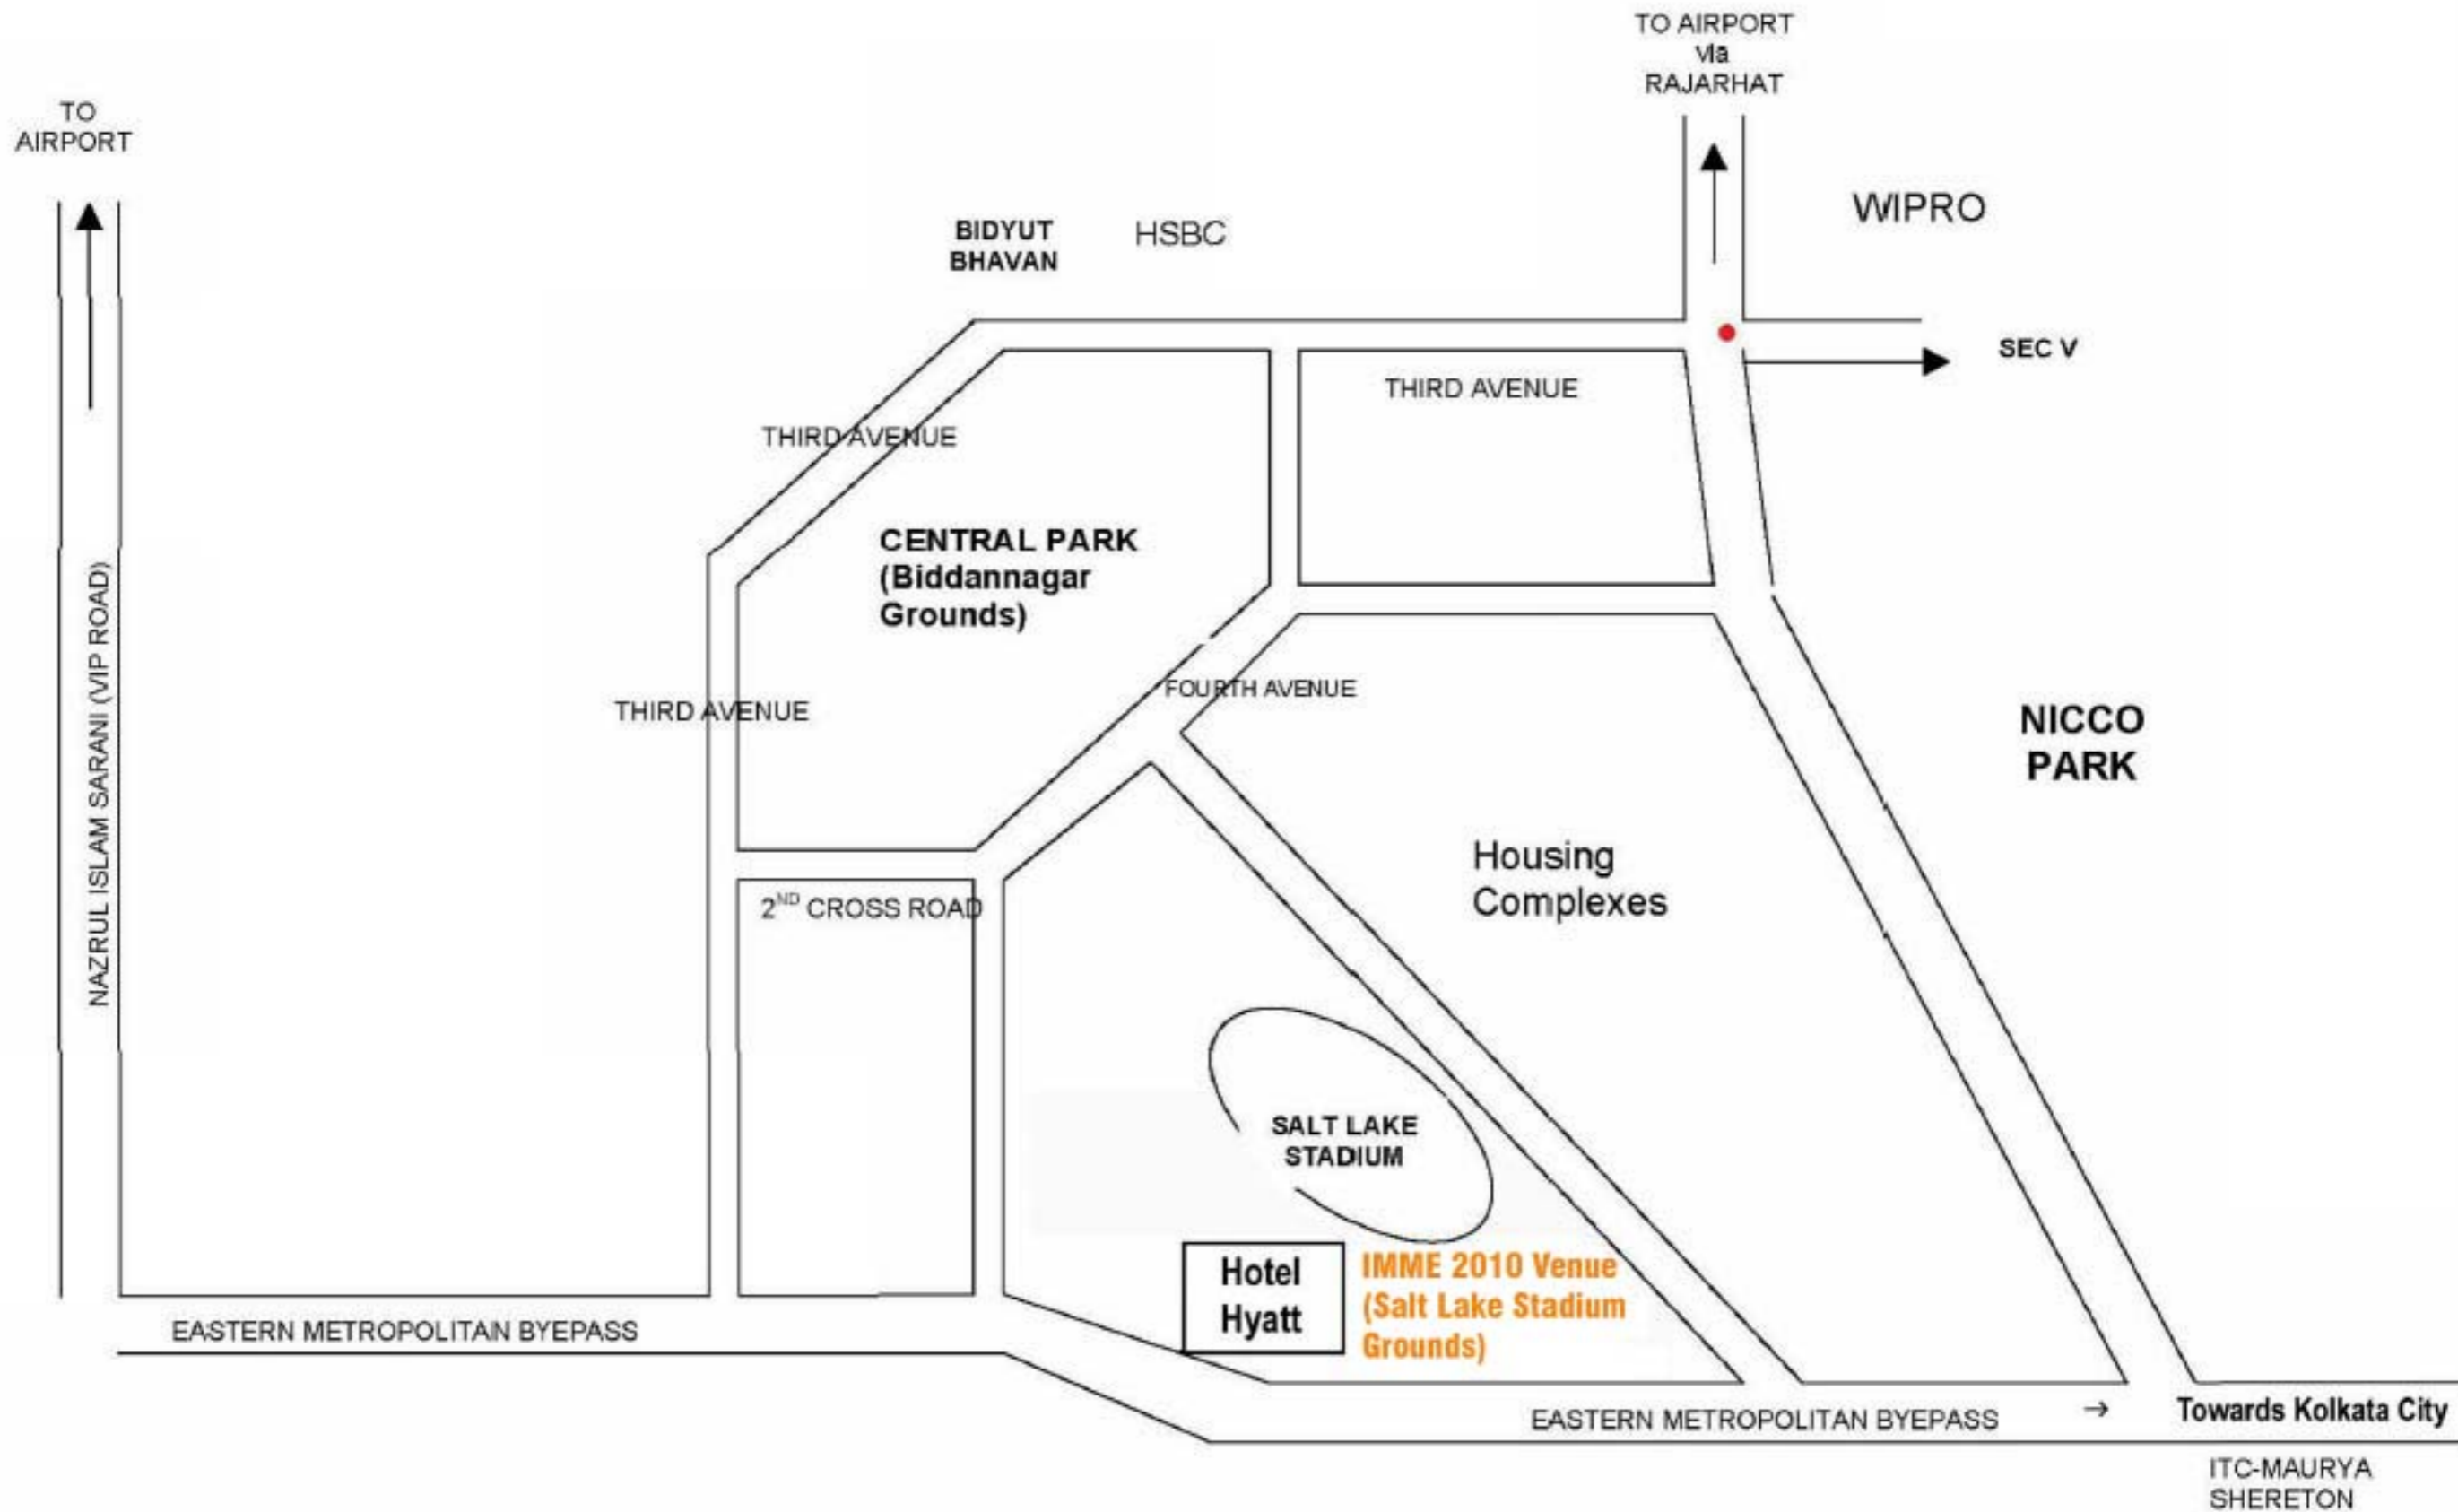 TO AIRPORT
via
RAJARHAT
TO
AIRPORT
WIPRO
BIDYUT
BHAVAN
HSBC
SEC V
THIRD AVENUE
THIRD AVENUE
CENTRAL PARK
(Biddannagar
Grounds)
NAZRUL ISLAM SARANI (VIP ROAD)
THIRD AVENUE
FOURTH AVENUE
NICCO
PARK
Housing
Complexes
2ND CROSS ROAD
SALT LAKE
STADIUM
Hotel
Hyatt
IMME 2010 Venue
(Salt Lake Stadium
Grounds)
EASTERN METROPOLITAN BYEPASS
EASTERN METROPOLITAN BYEPASS →
Towards Kolkata City
ITC-MAURYA
SHERETON